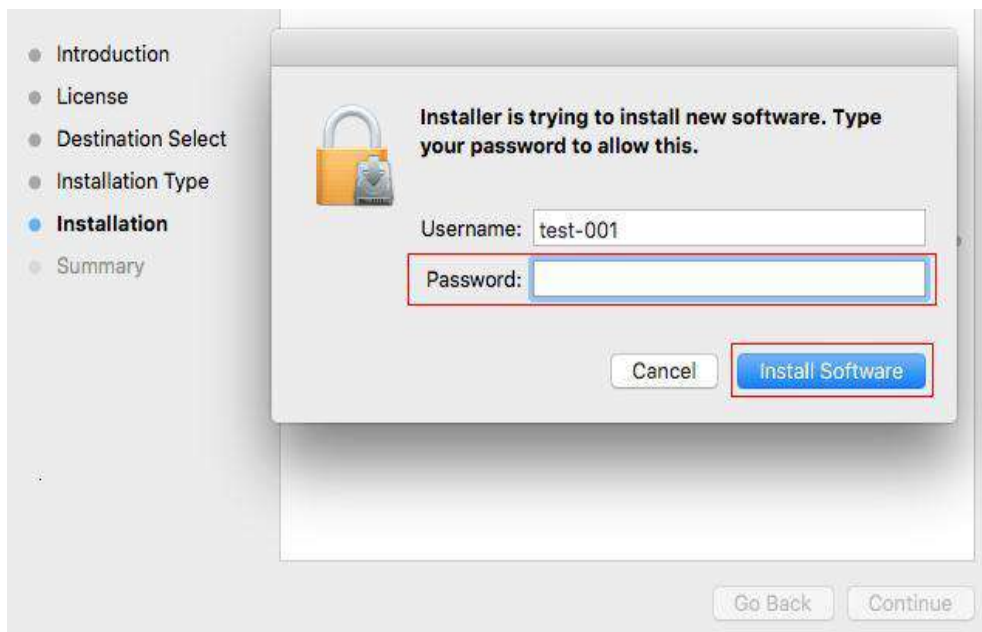 Introduction
License
Destination Select
Installation Type
Installation
Summary
Installer is trying to install new software. Type
your password to allow this.
Username: test-001
Password:
Cancel
Install Software
Go Back
Continue